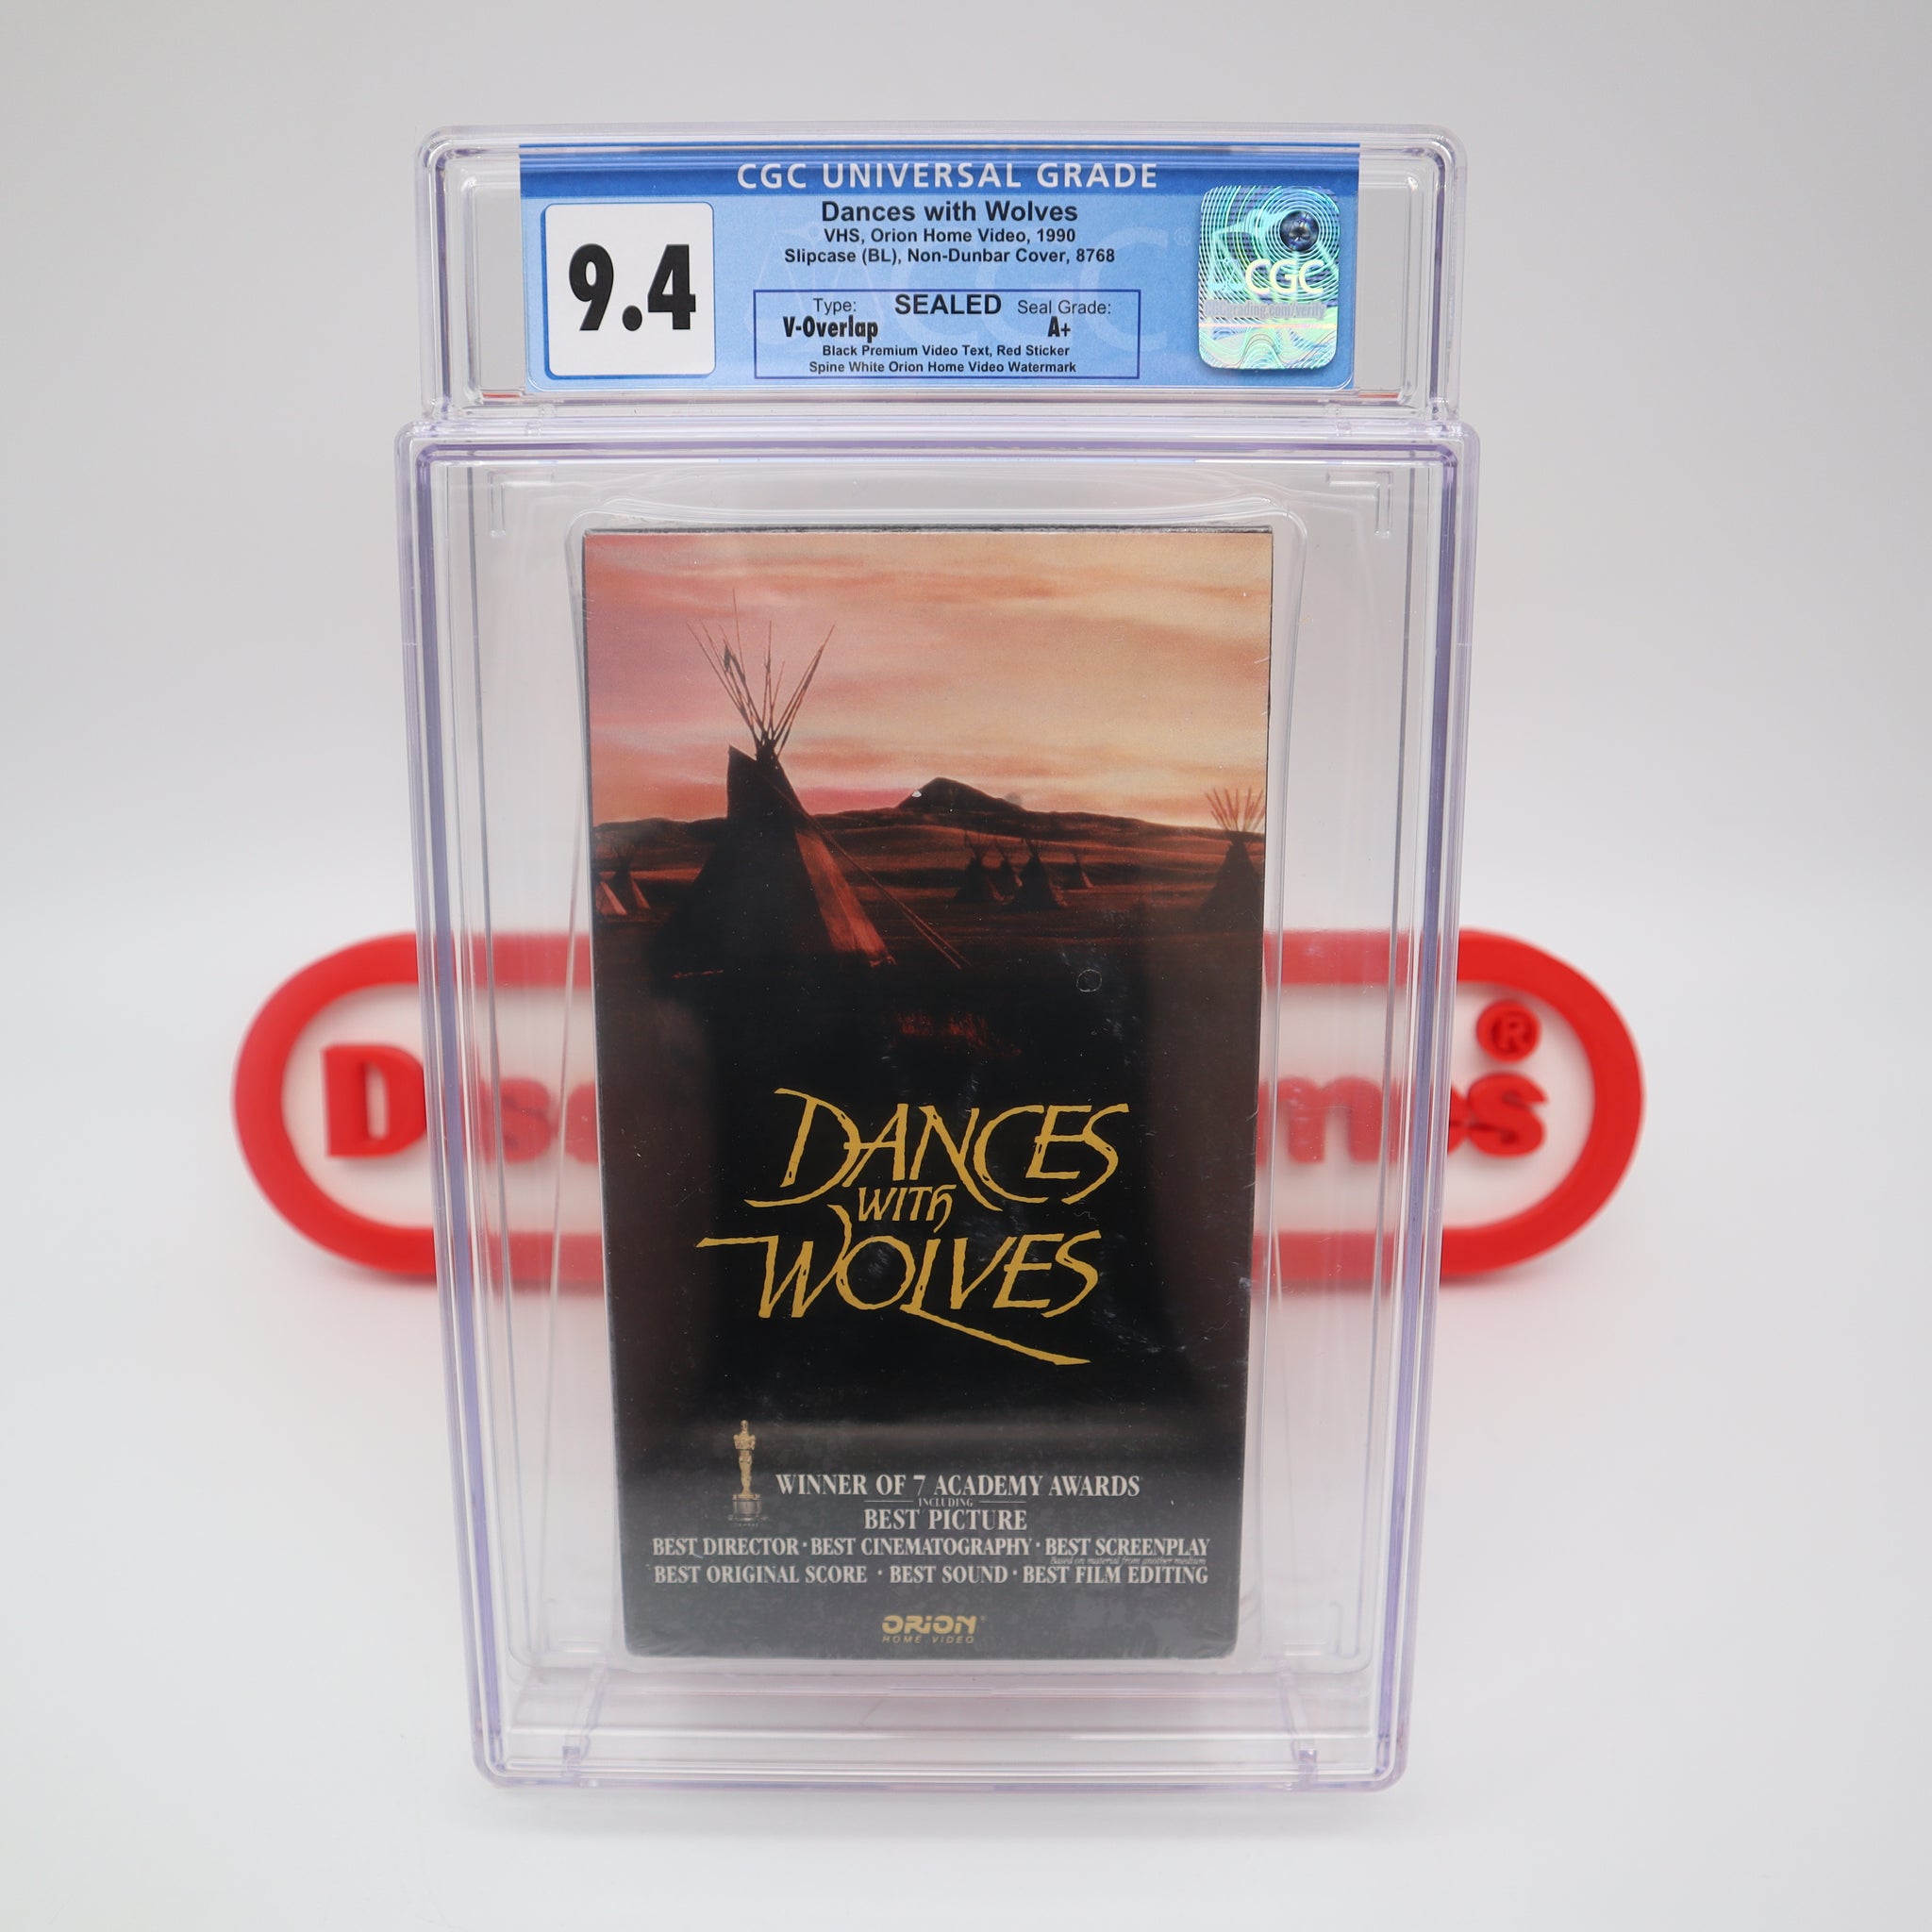 CGC UNIVERSAL GRADE
9.4
Dances with Wolves
VHS, Orion Home Video, 1990
Slipcase (BL), Non-Dunbar Cover, 8768
Type: SEALED Seal Grade:
V-Overlap A+
Black Premium Video Text, Red Sticker
Spine White Orion Home Video Watermark
CGC
CGCgrading.com/verify
DANCES
WITH
WOLVES
WINNER OF 7 ACADEMY AWARDS
INCLUDING
BEST PICTURE
BEST DIRECTOR · BEST CINEMATOGRAPHY · BEST SCREENPLAY
Based on material from another medium
BEST ORIGINAL SCORE · BEST SOUND · BEST FILM EDITING
ORION®
HOME VIDEO
®